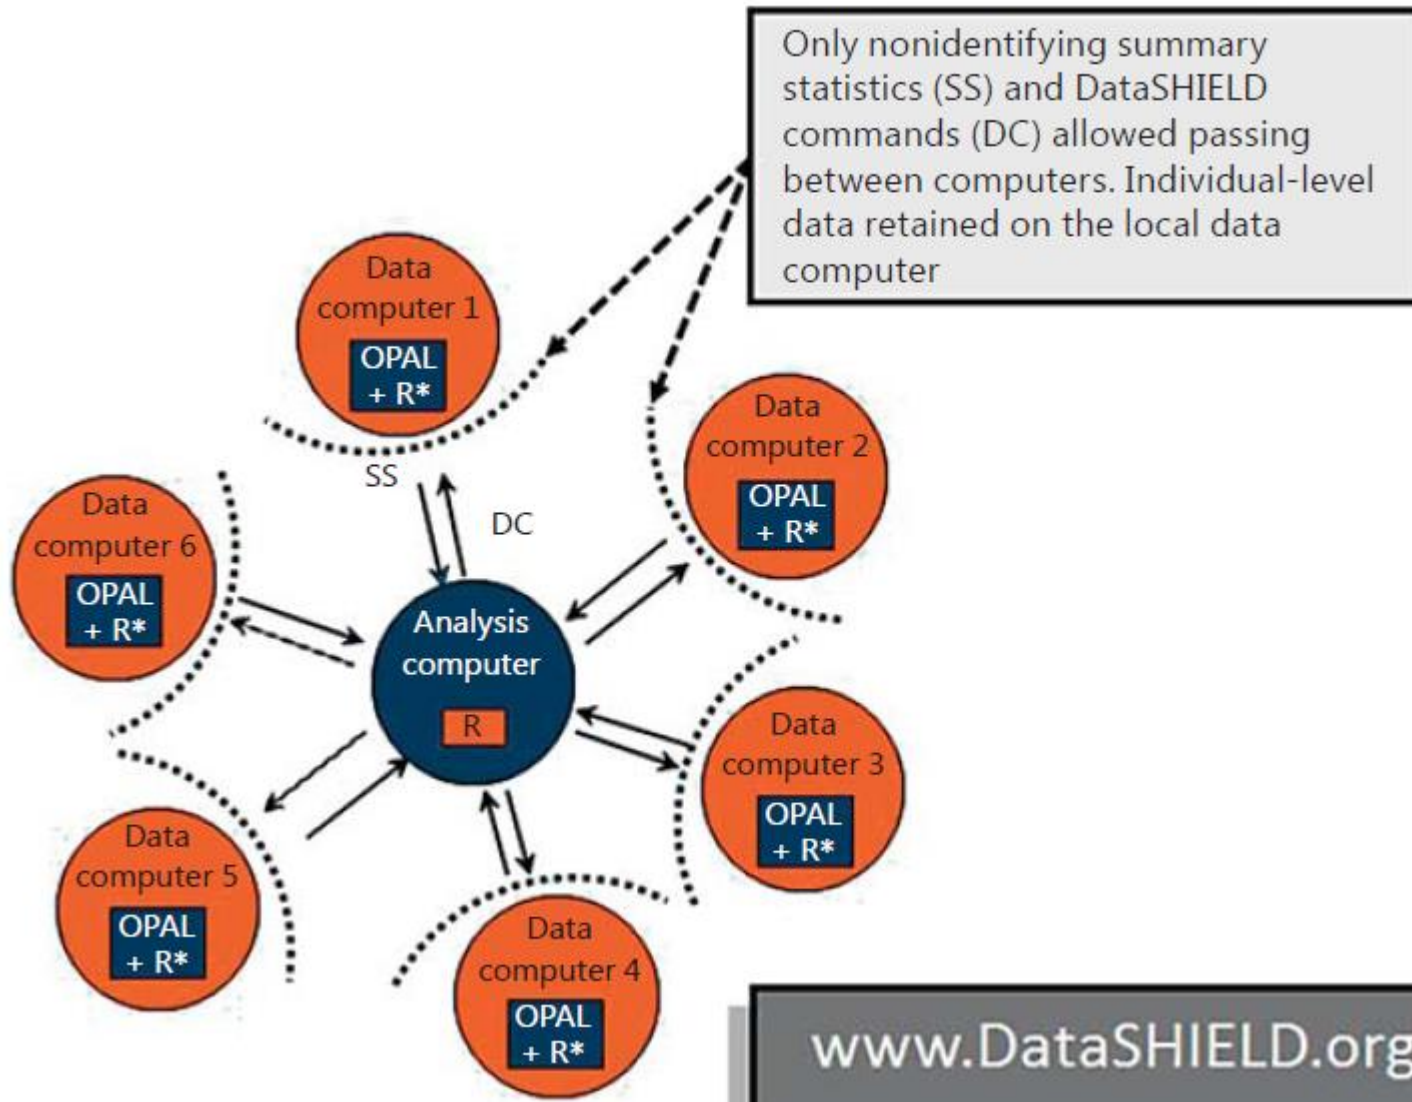 Only nonidentifying summary
statistics (SS) and DataSHIELD
commands (DC) allowed passing
between computers. Individual-level
data retained on the local data
computer
Data
computer 1
OPAL
+ R*
Data
computer 2
OPAL
+ R*
SS
DC
Data
computer 6
OPAL
+ R*
Analysis
computer
R
Data
computer 3
OPAL
+ R*
Data
computer 5
OPAL
+ R*
Data
computer 4
OPAL
+ R*
www.DataSHIELD.org